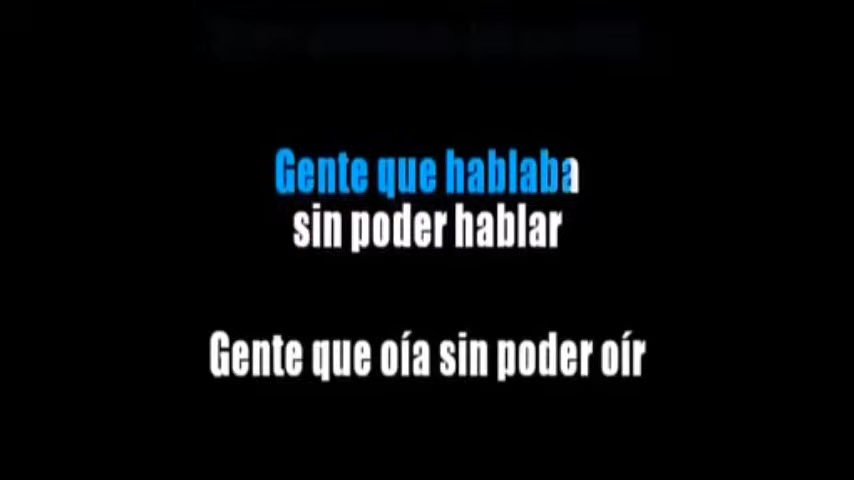 Gente que hablaba
sin poder hablar
Gente que oía sin poder oír